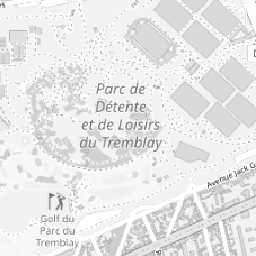 Parc de
Détente
et de Loisirs
du Tremblay
Avenue Jack
Golf du
Parc du
Tremblay